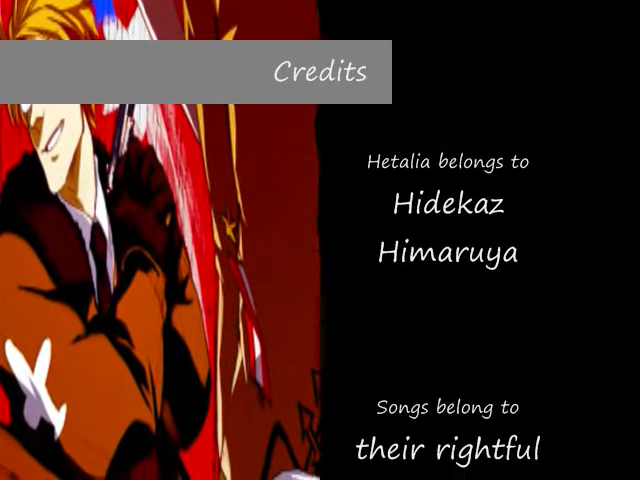 Credits
Hetalia belongs to
Hidekaz
Himaruya
Songs belong to
their rightful